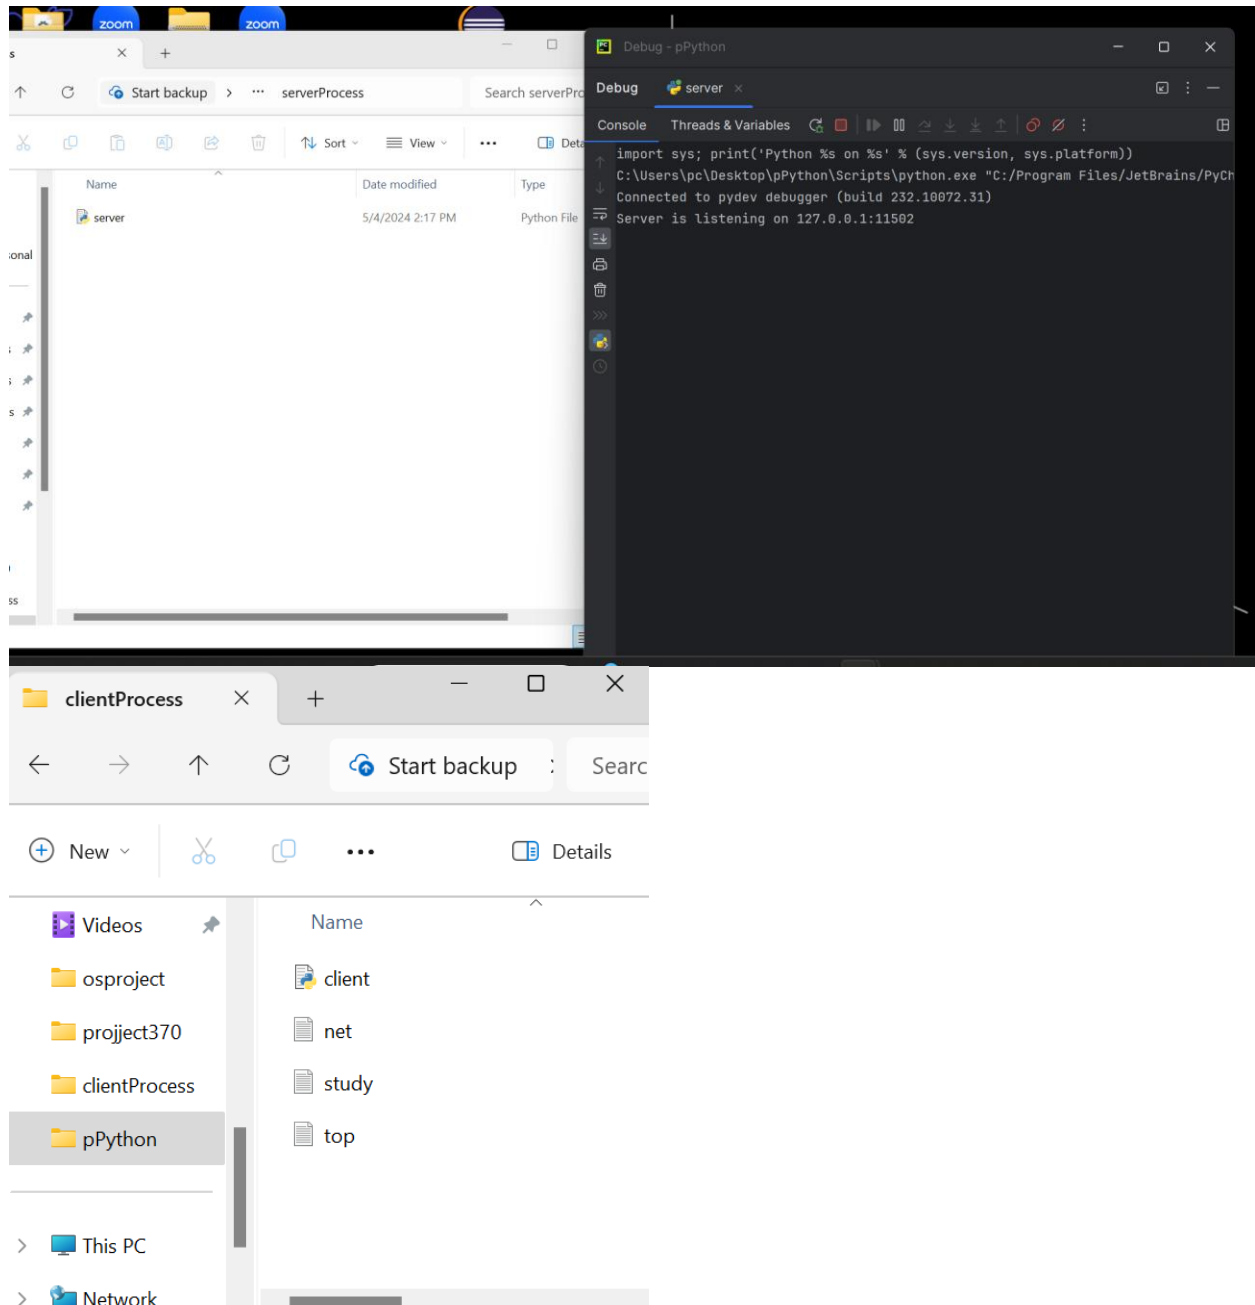 zoom
zoom
s
Start backup
serverProcess
Search serverPro
Sort
View
Deta
Name
Date modified
Type
server
5/4/2024 2:17 PM
Python File
sonal
s
s
s
ss
Debug - pPython
Debug
server
Console
Threads & Variables
import sys; print('Python %s on %s' % (sys.version, sys.platform))
C:\Users\pc\Desktop\pPython\Scripts\python.exe "C:/Program Files/JetBrains/PyCh
Connected to pydev debugger (build 232.10072.31)
Server is listening on 127.0.0.1:11502
clientProcess
Start backup
Searc
New
Details
Videos
osproject
projject370
clientProcess
pPython
This PC
Network
Name
client
net
study
top